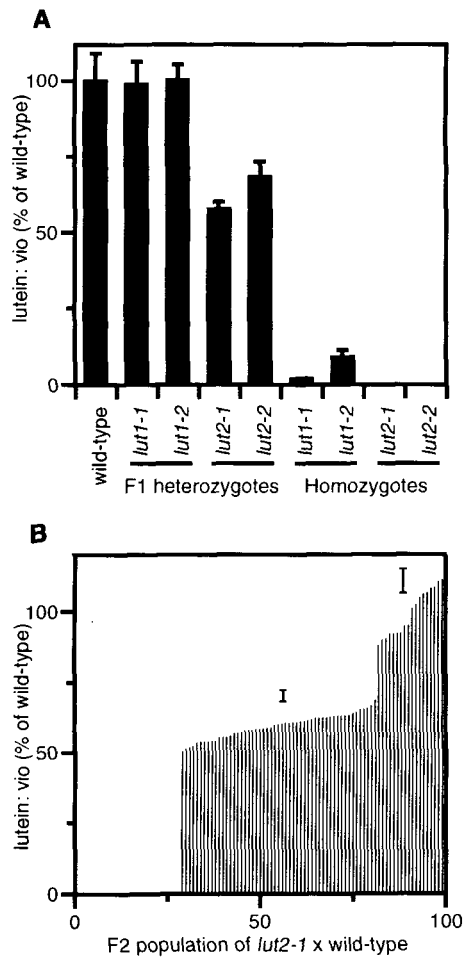 A
lutein: vio (% of wild-type)
100
50
0
wild-type
lut1-1
lut1-2
lut2-1
lut2-2
lut1-1
lut1-2
lut2-1
lut2-2
F1 heterozygotes
Homozygotes
B
lutein: vio (% of wild-type)
100
50
0
0
50
100
F2 population of lut2-1 x wild-type